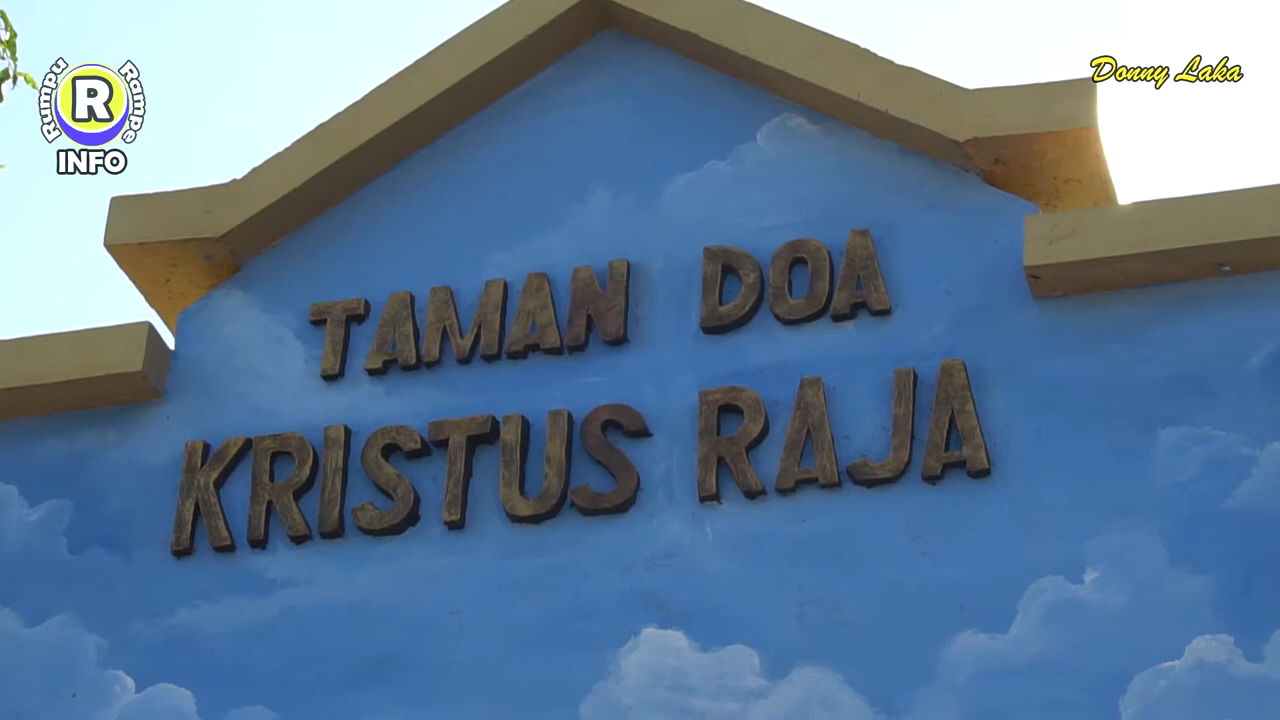 Rumpu Rampe
R
INFO
Donny Laka
TAMAN DOA
KRISTUS RAJA